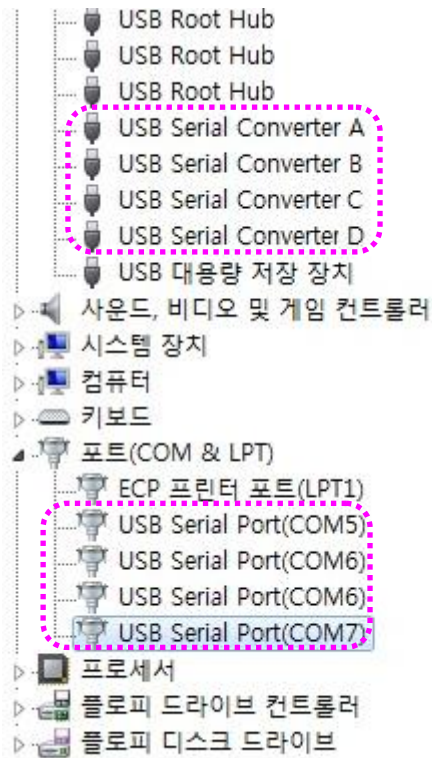 USB Root Hub
USB Root Hub
USB Root Hub
USB Serial Converter A
USB Serial Converter B
USB Serial Converter C
USB Serial Converter D
USB 대용량 저장 장치
사운드, 비디오 및 게임 컨트롤러
시스템 장치
컴퓨터
키보드
포트(COM & LPT)
ECP 프린터 포트(LPT1)
USB Serial Port(COM5)
USB Serial Port(COM6)
USB Serial Port(COM6)
USB Serial Port(COM7)
프로세서
플로피 드라이브 컨트롤러
플로피 디스크 드라이브